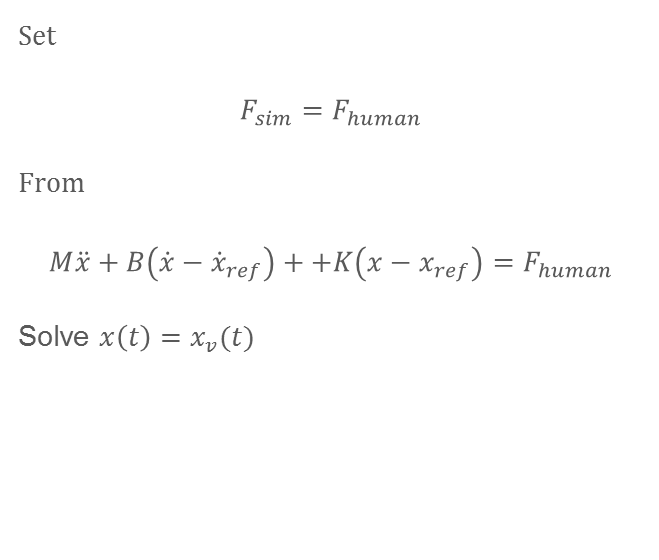 Set
F_sim = F_human
From
Mẍ + B(ẋ − ẋ_ref) + +K(x − x_ref) = F_human
Solve x(t) = x_v(t)